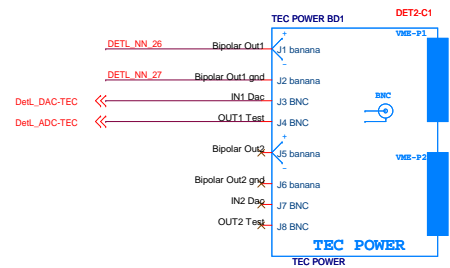 DET2-C1
TEC POWER BD1
VME-P1
DETL_NN_26 Bipolar Out1 J1 banana
DETL_NN_27 Bipolar Out1 gnd J2 banana
DetL_DAC-TEC IN1 Dac J3 BNC
BNC
DetL_ADC-TEC OUT1 Test J4 BNC
Bipolar Out2 J5 banana
VME-P2
Bipolar Out2 gnd J6 banana
IN2 Dac J7 BNC
OUT2 Test J8 BNC
TEC POWER
TEC POWER